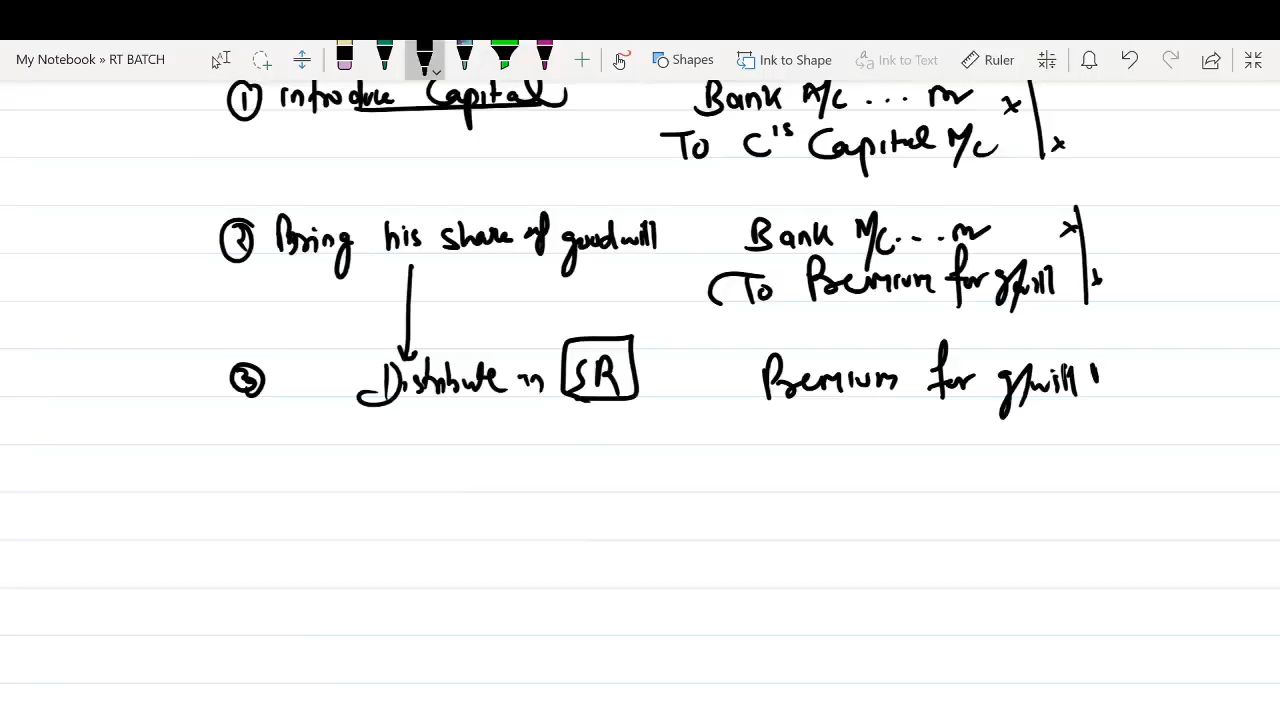 My Notebook » RT BATCH
Shapes
Ink to Shape
Ink to Text
Ruler
① Introduce Capital Bank A/c ... Dr x
To C's Capital A/c x
② Bring his share of goodwill Bank A/c ... Dr x
To Premium for g/will x
③ Distribute in SR Premium for g/will